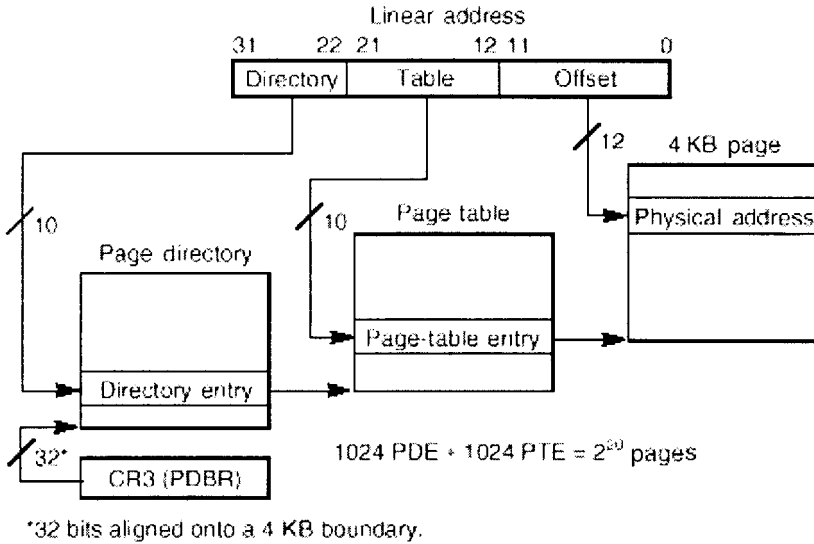 Linear address
31 22 21 12 11 0
Directory Table Offset
12
4 KB page
Physical address
10
10
Page table
Page directory
Page-table entry
Directory entry
32*
CR3 (PDBR)
1024 PDE * 1024 PTE = 2²⁰ pages
*32 bits aligned onto a 4 KB boundary.